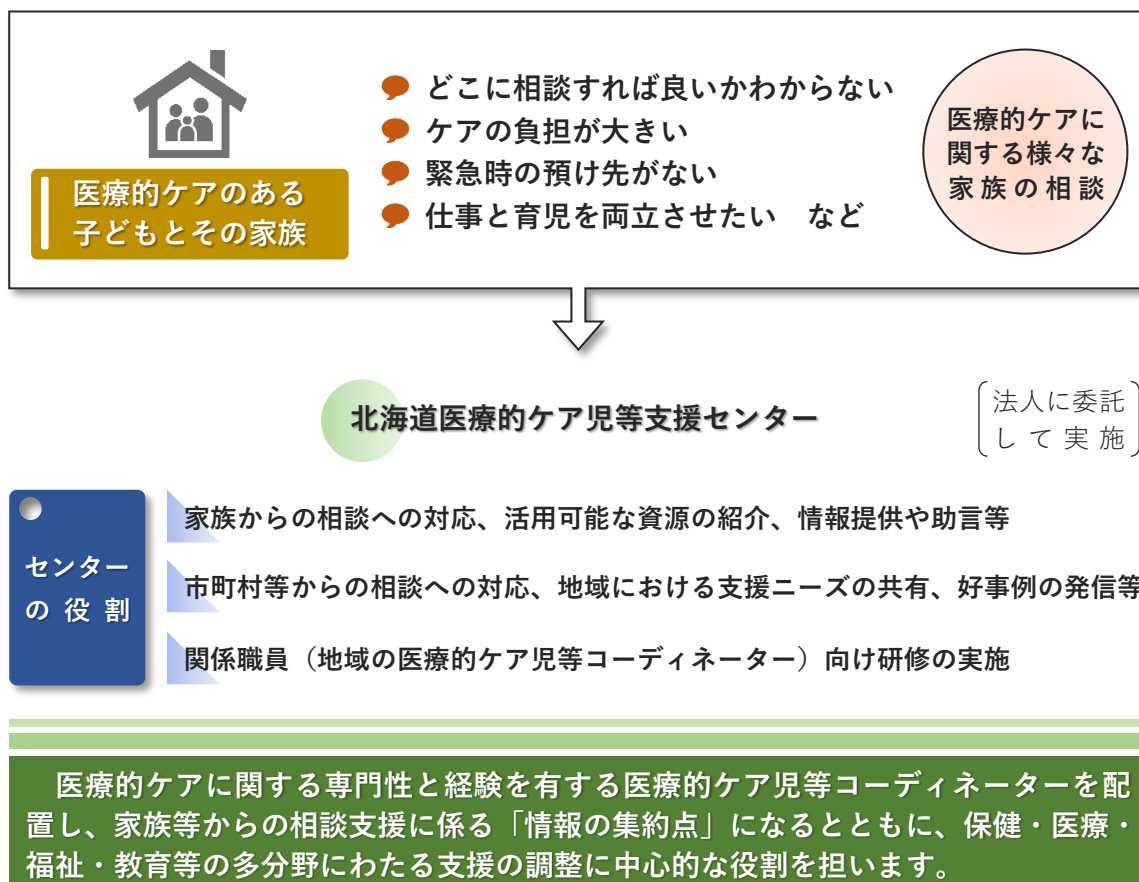 医療的ケアのある
子どもとその家族
どこに相談すれば良いかわからない
ケアの負担が大きい
緊急時の預け先がない
仕事と育児を両立させたい　など
医療的ケアに
関する様々な
家族の相談
北海道医療的ケア児等支援センター
法人に委託
して実施
センター
の役割
家族からの相談への対応、活用可能な資源の紹介、情報提供や助言等
市町村等からの相談への対応、地域における支援ニーズの共有、好事例の発信等
関係職員（地域の医療的ケア児等コーディネーター）向け研修の実施
　医療的ケアに関する専門性と経験を有する医療的ケア児等コーディネーターを配
置し、家族等からの相談支援に係る「情報の集約点」になるとともに、保健・医療・
福祉・教育等の多分野にわたる支援の調整に中心的な役割を担います。